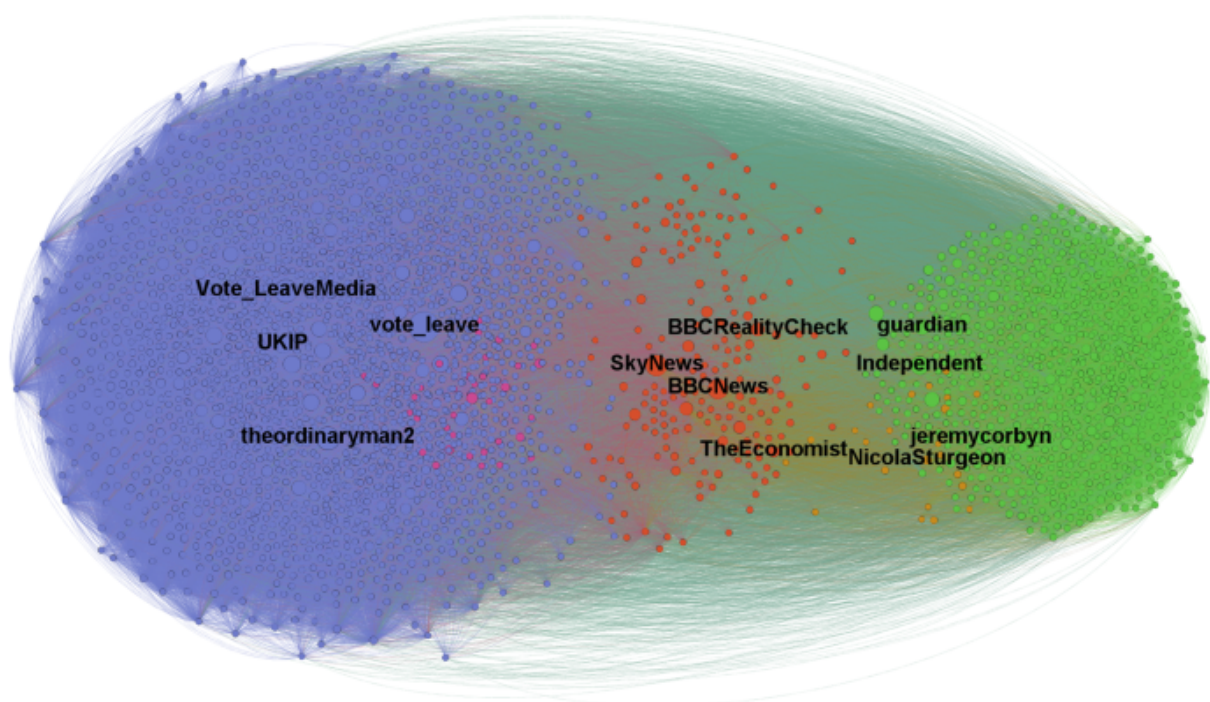 Vote_LeaveMedia
vote_leave
UKIP
theordinaryman2
BBCRealityCheck
SkyNews
BBCNews
TheEconomist
guardian
Independent
jeremycorbyn
NicolaSturgeon